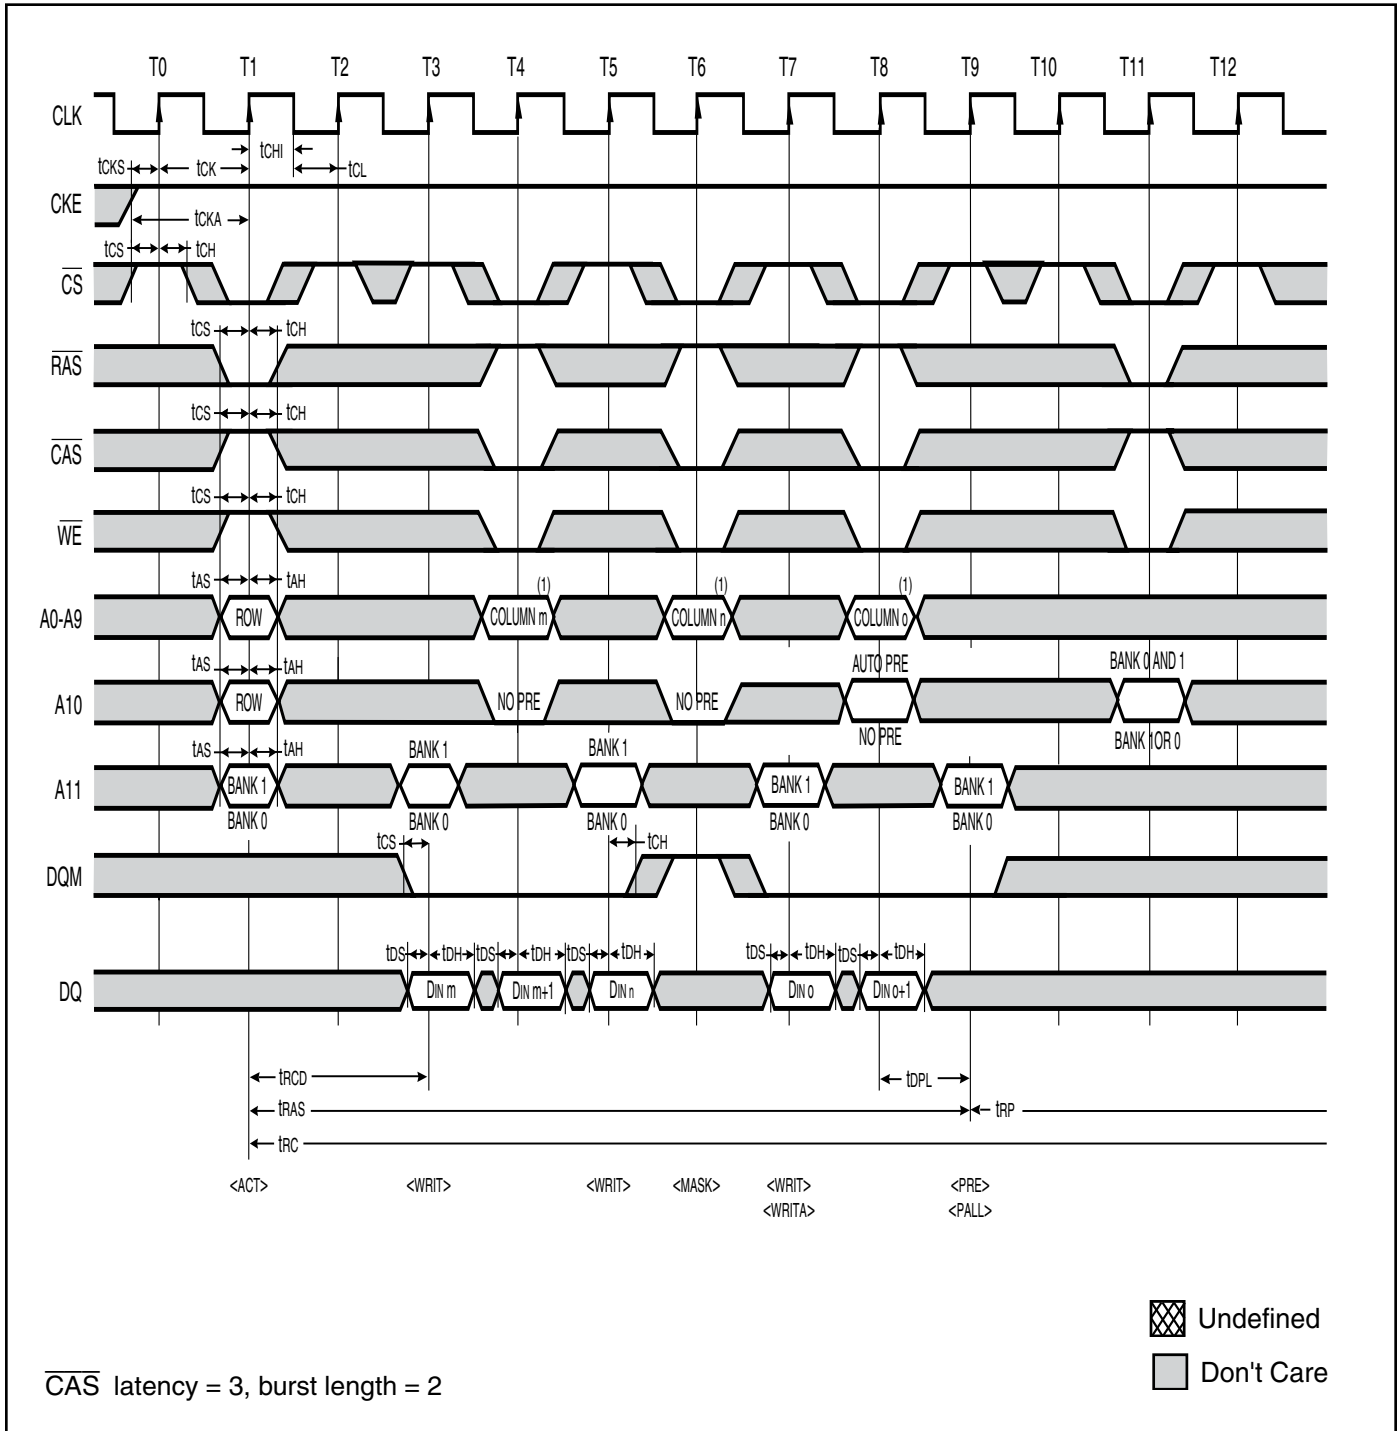 T0 T1 T2 T3 T4 T5 T6 T7 T8 T9 T10 T11 T12
CLK
tCHI
tCKS tCK tCL
CKE
tCKA
tCS tCH
CS
tCS tCH
RAS
tCS tCH
CAS
tCS tCH
WE
tAS tAH (1) (1) (1)
A0-A9 ROW COLUMN m COLUMN n COLUMN o
tAS tAH AUTO PRE BANK 0 AND 1
A10 ROW NO PRE NO PRE
NO PRE BANK 1 OR 0
tAS tAH BANK 1 BANK 1
A11 BANK 1 BANK 1 BANK 1
BANK 0 BANK 0 BANK 0 BANK 0 BANK 0
tCS tCH
DQM
tDS tDH tDS tDH tDS tDH tDS tDH tDS tDH
DQ DIN m DIN m+1 DIN n DIN o DIN o+1
tRCD tDPL
tRAS tRP
tRC
<ACT> <WRIT> <WRIT> <MASK> <WRIT> <PRE>
<WRITA> <PALL>
Undefined
Don't Care
CAS latency = 3, burst length = 2